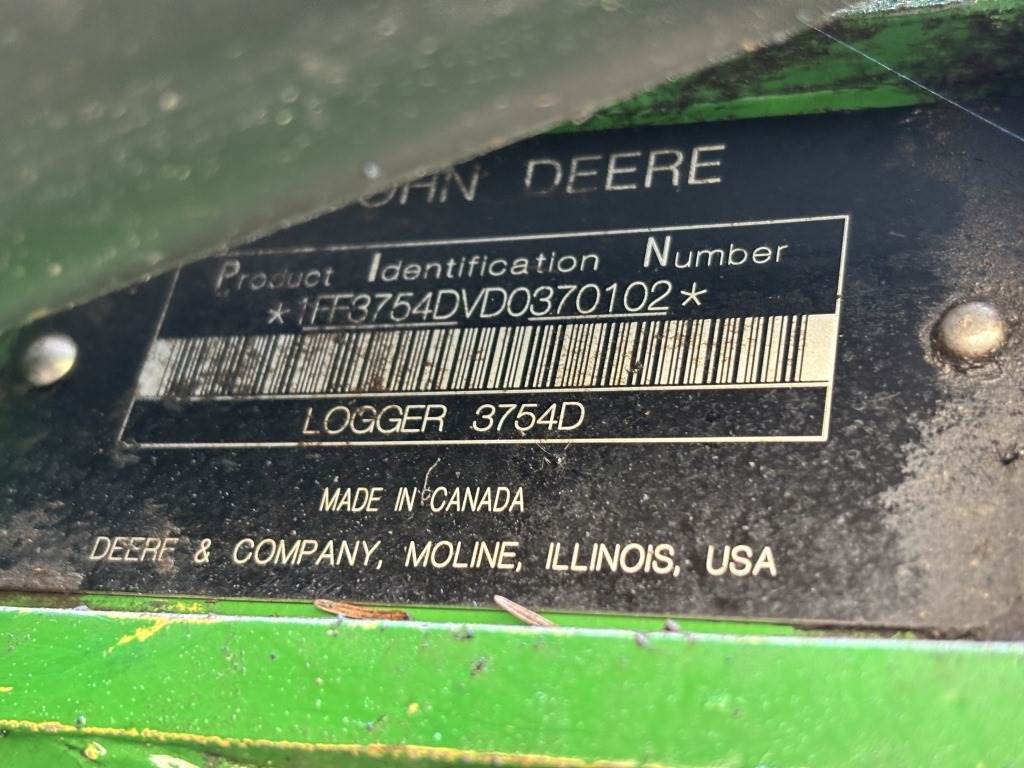 JOHN DEERE
Product Identification Number
*1FF3754DVD0370102*
LOGGER 3754D
MADE IN CANADA
DEERE & COMPANY, MOLINE, ILLINOIS, USA